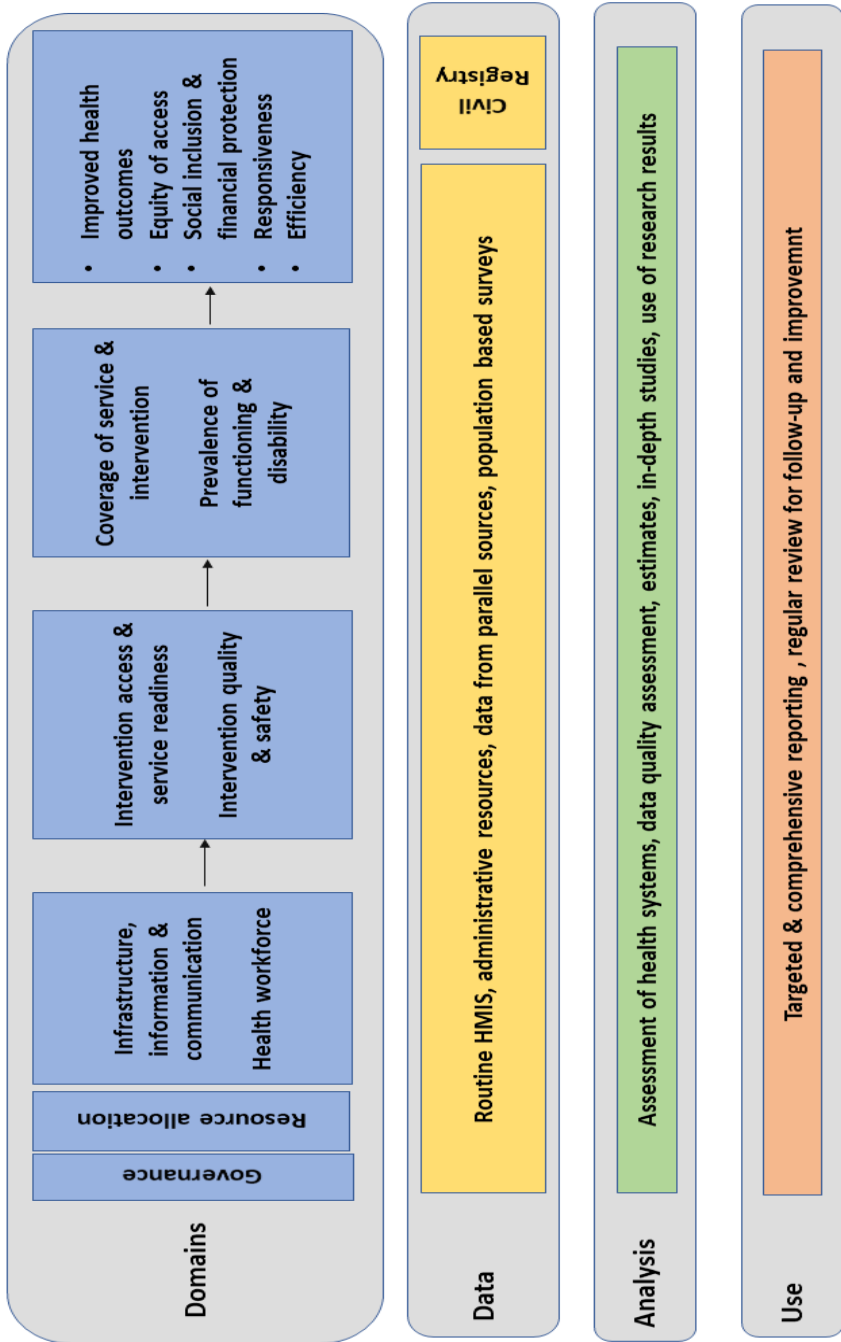 Domains
Governance
Resource allocation
Infrastructure,
information &
communication
Health workforce
Intervention access &
service readiness
Intervention quality
& safety
Coverage of service &
intervention
Prevalence of
functioning &
disability
• Improved health
outcomes
• Equity of access
• Social inclusion &
financial protection
• Responsiveness
• Efficiency
Data
Routine HMIS, administrative resources, data from parallel sources, population based surveys
Civil
Registry
Analysis
Assessment of health systems, data quality assessment, estimates, in-depth studies, use of research results
Use
Targeted & comprehensive reporting , regular review for follow-up and improvemnt